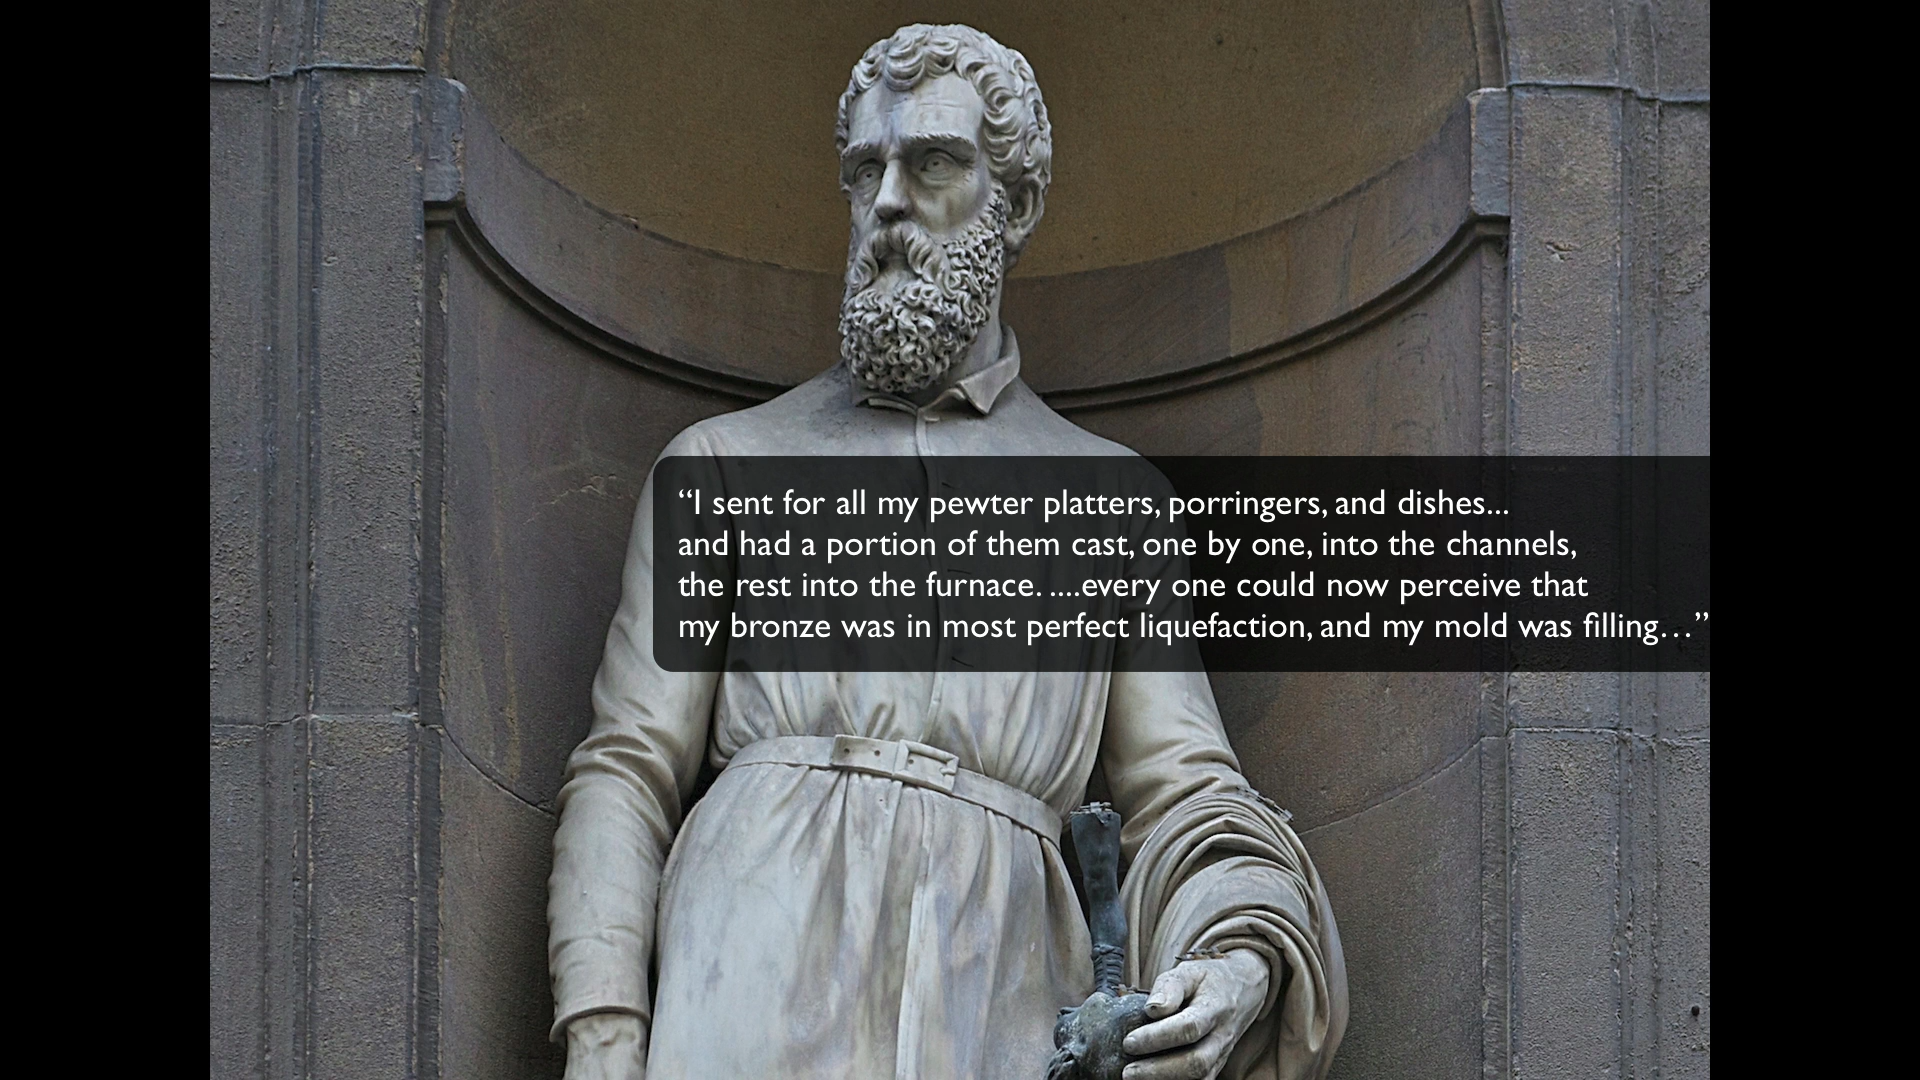 “I sent for all my pewter platters, porringers, and dishes...
and had a portion of them cast, one by one, into the channels,
the rest into the furnace. ....every one could now perceive that
my bronze was in most perfect liquefaction, and my mold was filling…”